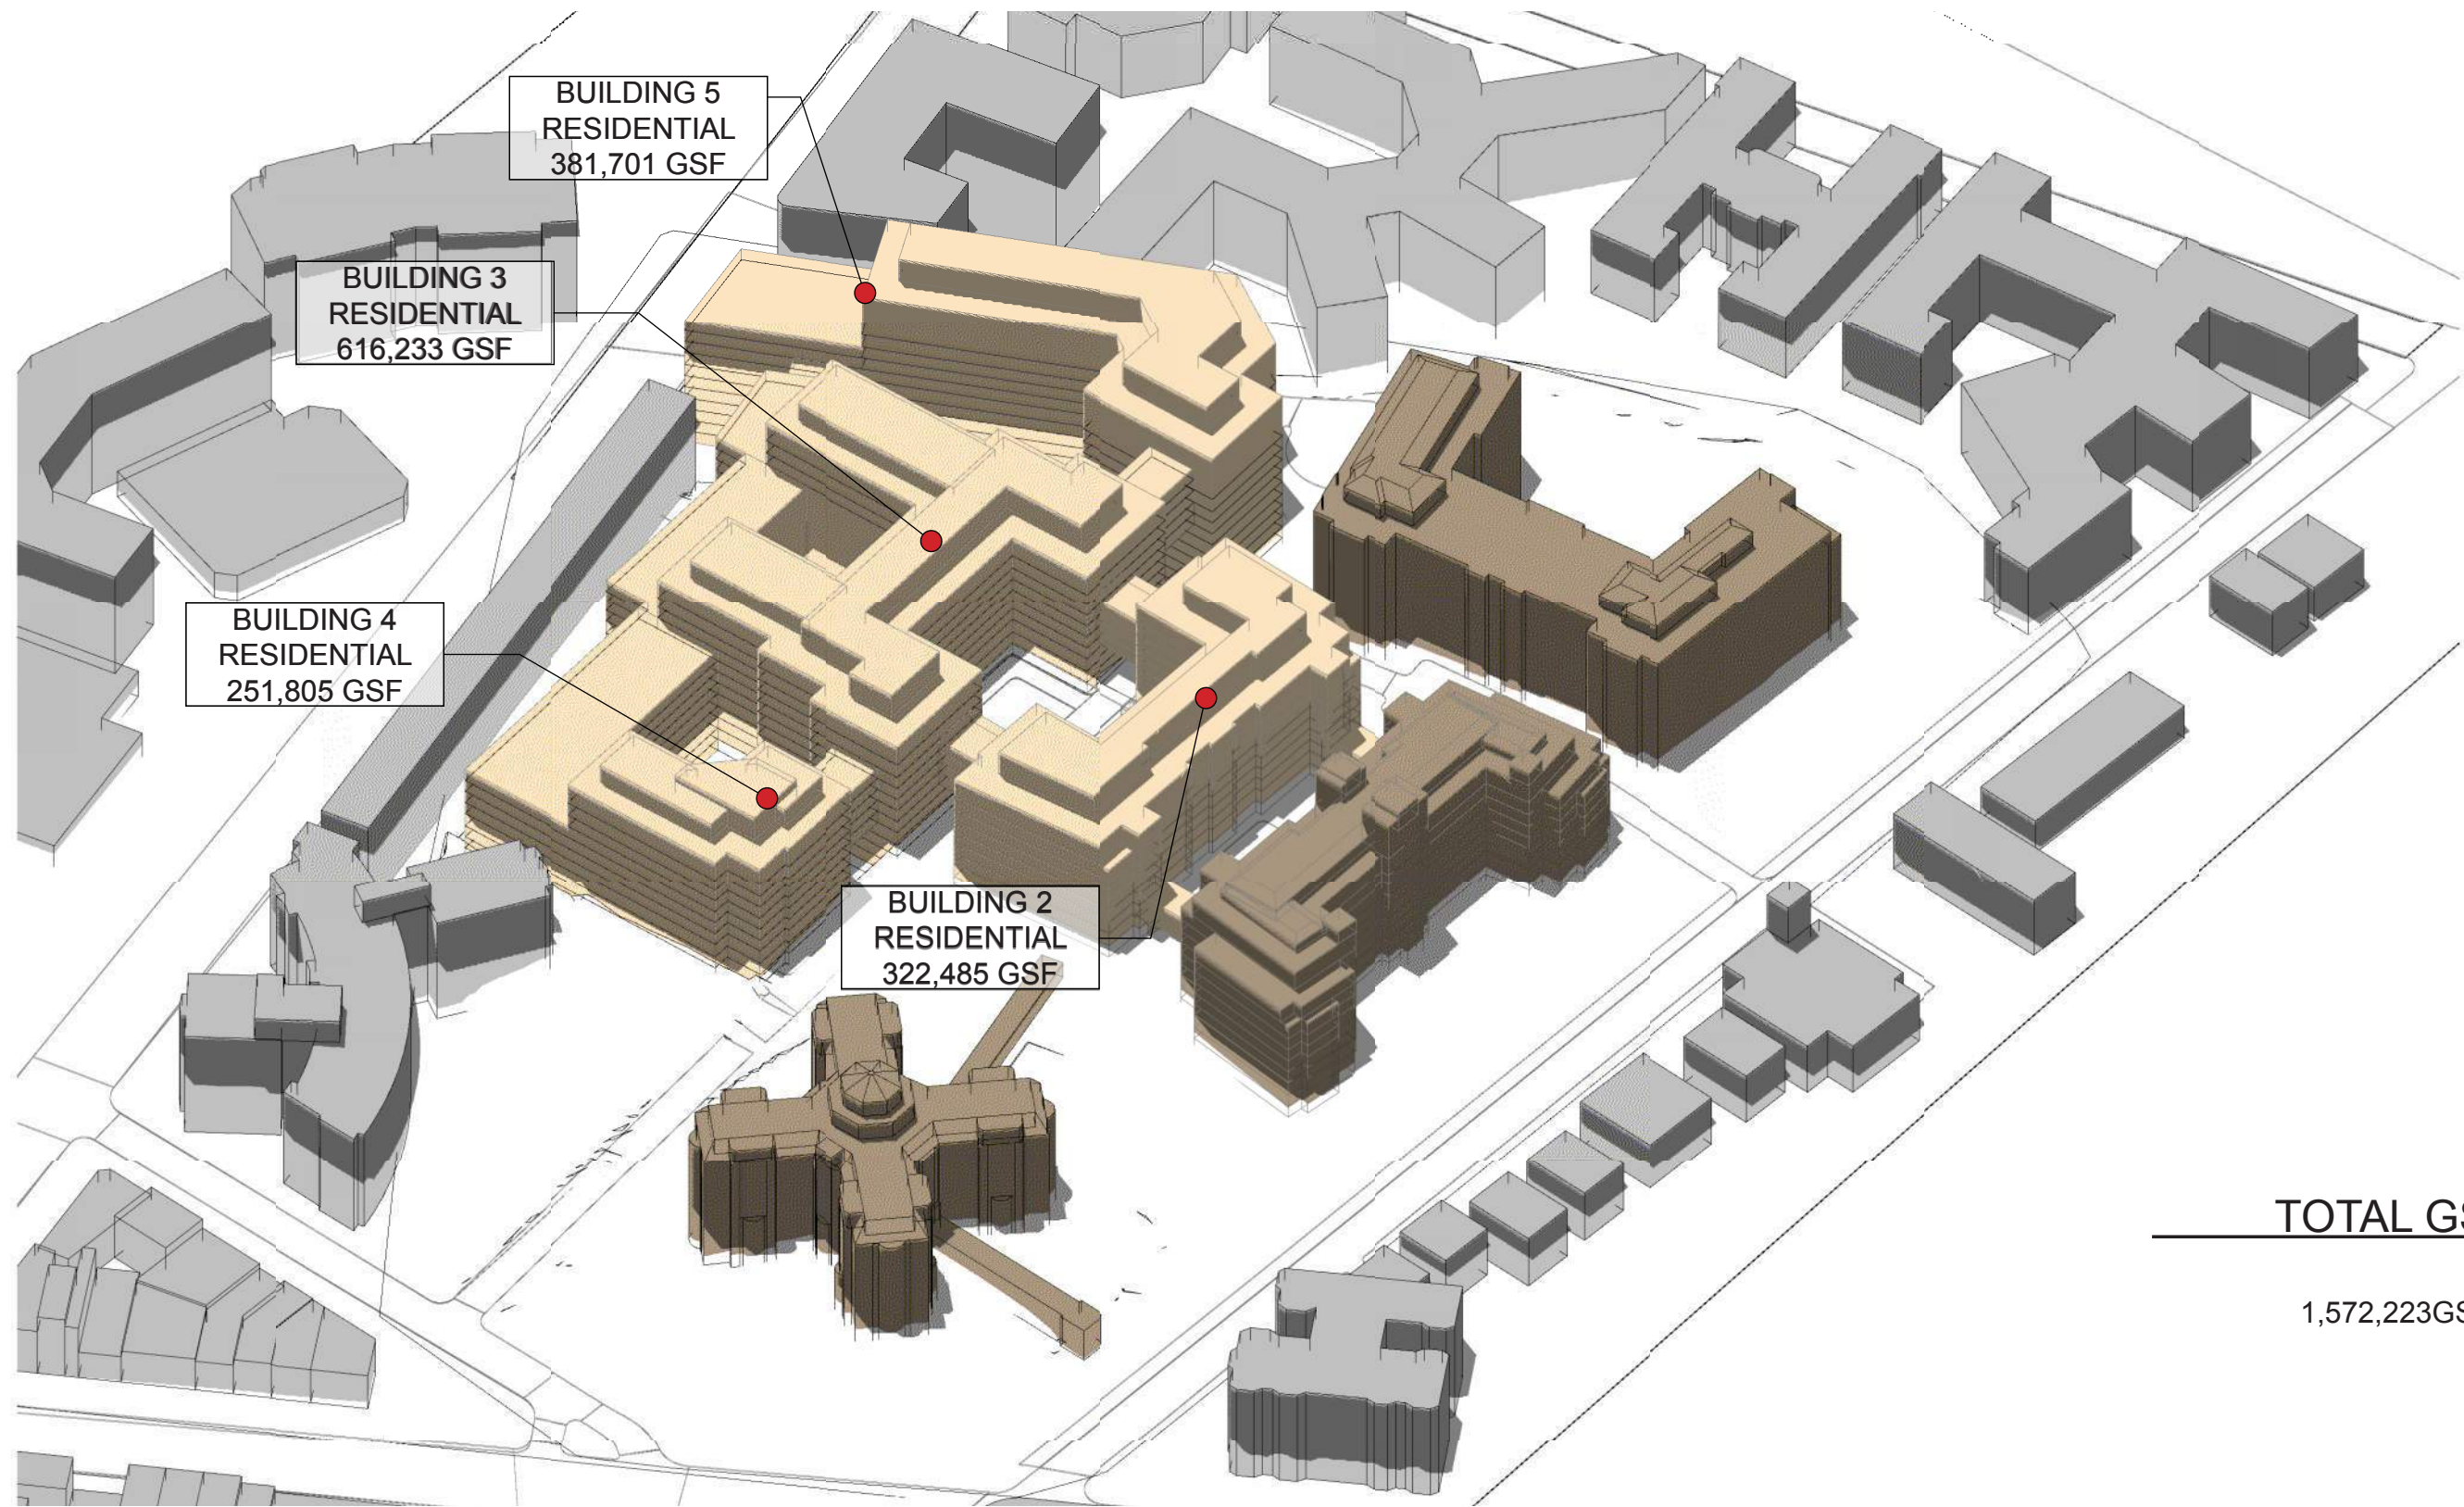 BUILDING 5
RESIDENTIAL
381,701 GSF
BUILDING 3
RESIDENTIAL
616,233 GSF
BUILDING 4
RESIDENTIAL
251,805 GSF
BUILDING 2
RESIDENTIAL
322,485 GSF
TOTAL